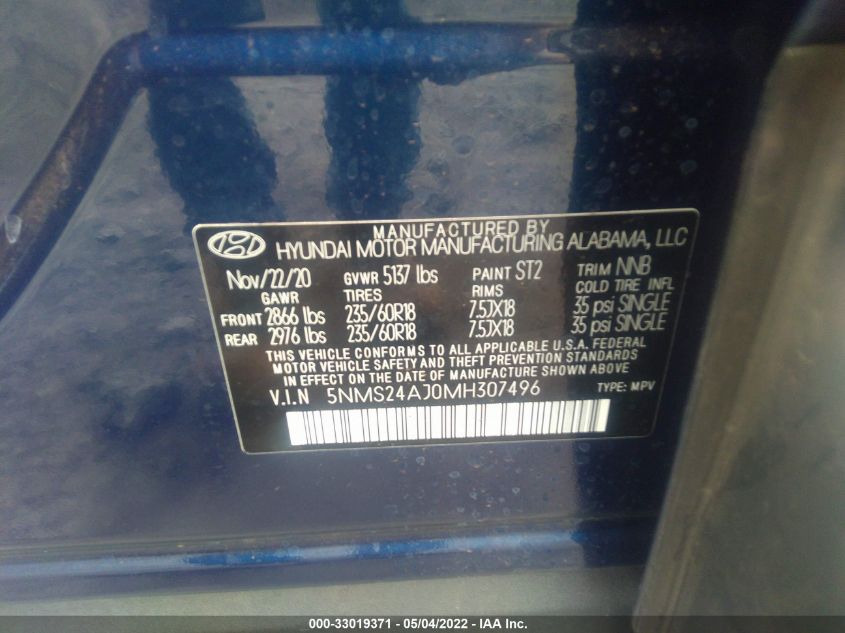 MANUFACTURED BY
HYUNDAI MOTOR MANUFACTURING ALABAMA, LLC
Nov/22/20 GVWR 5137 lbs PAINT ST2 TRIM NNB
GAWR TIRES RIMS COLD TIRE INFL
FRONT 2866 lbs 235/60R18 7.5JX18 35 psi SINGLE
REAR 2976 lbs 235/60R18 7.5JX18 35 psi SINGLE
THIS VEHICLE CONFORMS TO ALL APPLICABLE U.S.A. FEDERAL
MOTOR VEHICLE SAFETY AND THEFT PREVENTION STANDARDS
IN EFFECT ON THE DATE OF MANUFACTURE SHOWN ABOVE
V.I.N 5NMS24AJ0MH307496 TYPE: MPV
000-33019371 - 05/04/2022 - IAA Inc.